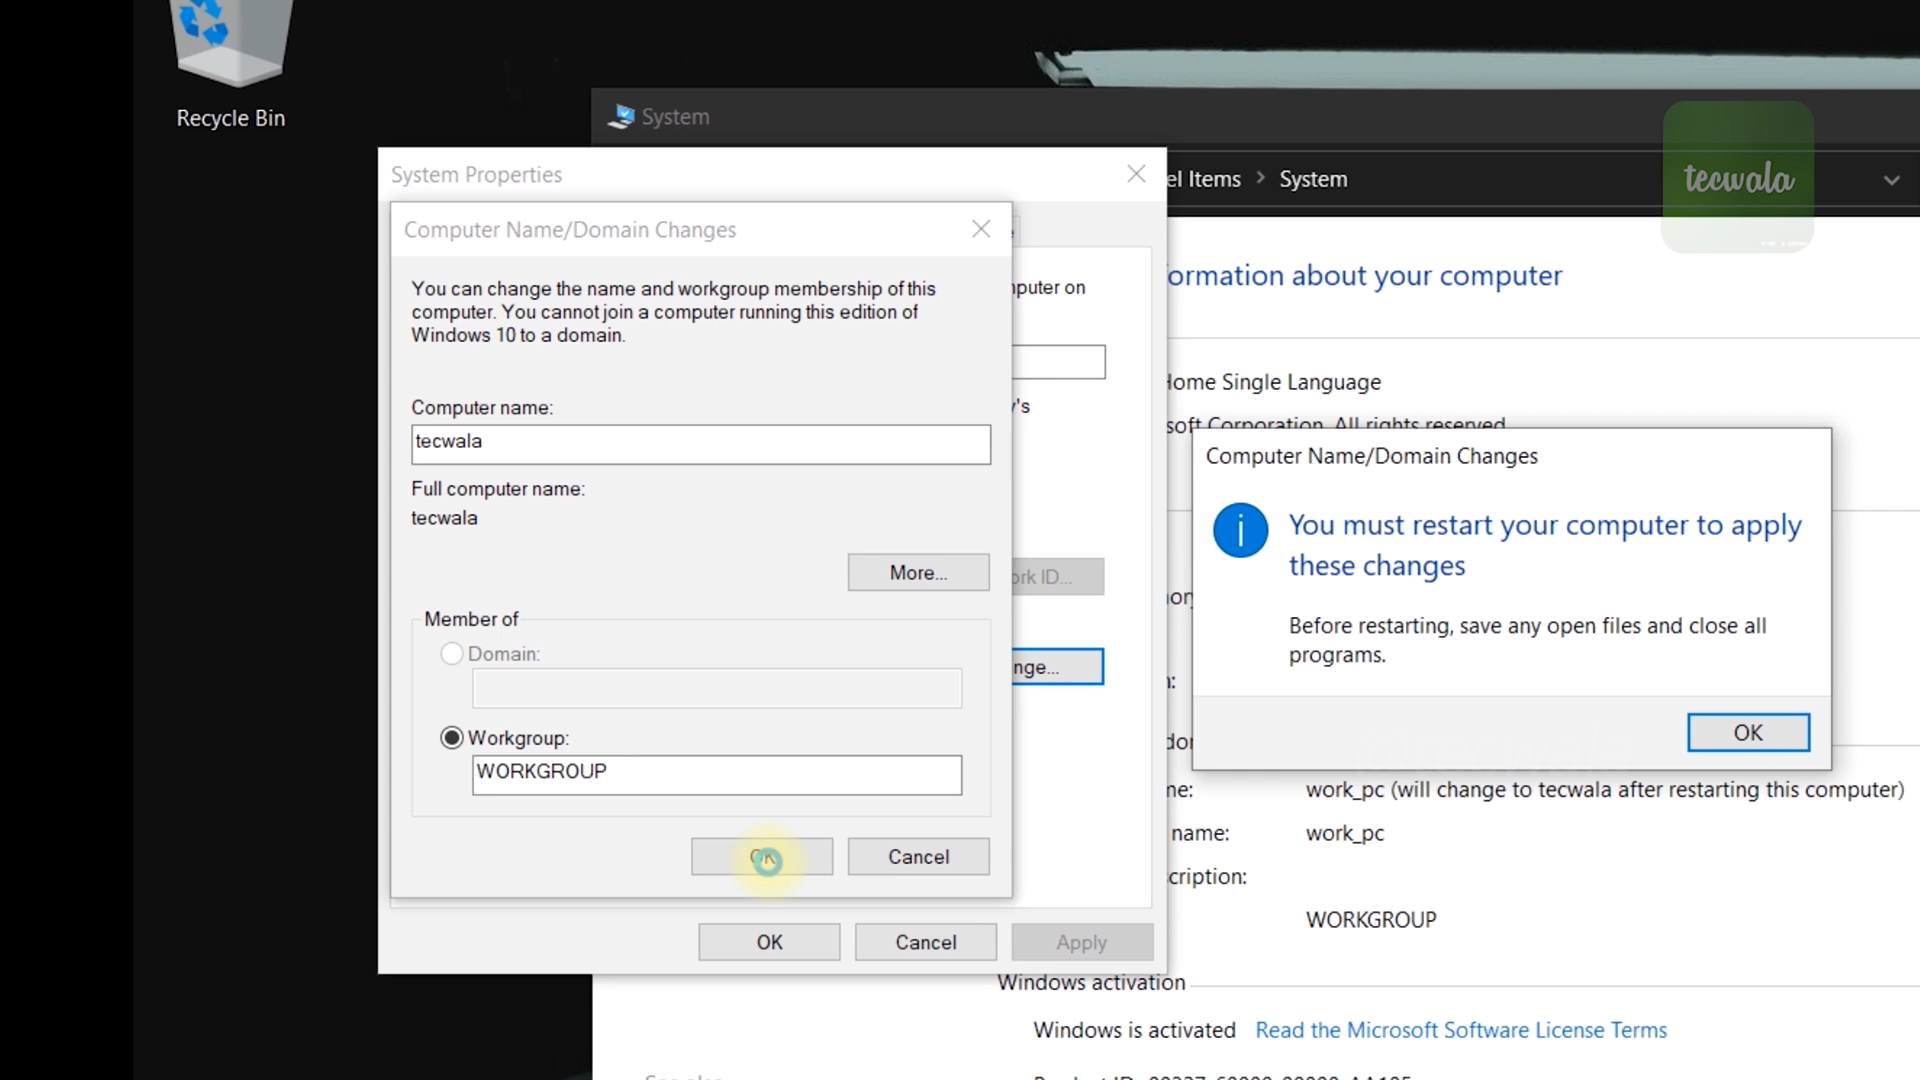 Recycle Bin
System
tecwala
System Properties
el Items > System
Computer Name/Domain Changes
You can change the name and workgroup membership of this
computer. You cannot join a computer running this edition of
Windows 10 to a domain.
Computer name:
tecwala
Full computer name:
tecwala
More...
Member of
Domain:
Workgroup:
WORKGROUP
OK
Cancel
OK
Cancel
Apply
puter on
's
ork ID...
nge...
ormation about your computer
Home Single Language
soft Corporation. All rights reserved.
Computer Name/Domain Changes
You must restart your computer to apply
these changes
Before restarting, save any open files and close all
programs.
OK
me: work_pc (will change to tecwala after restarting this computer)
name: work_pc
cription:
WORKGROUP
Windows activation
Windows is activated Read the Microsoft Software License Terms
See also